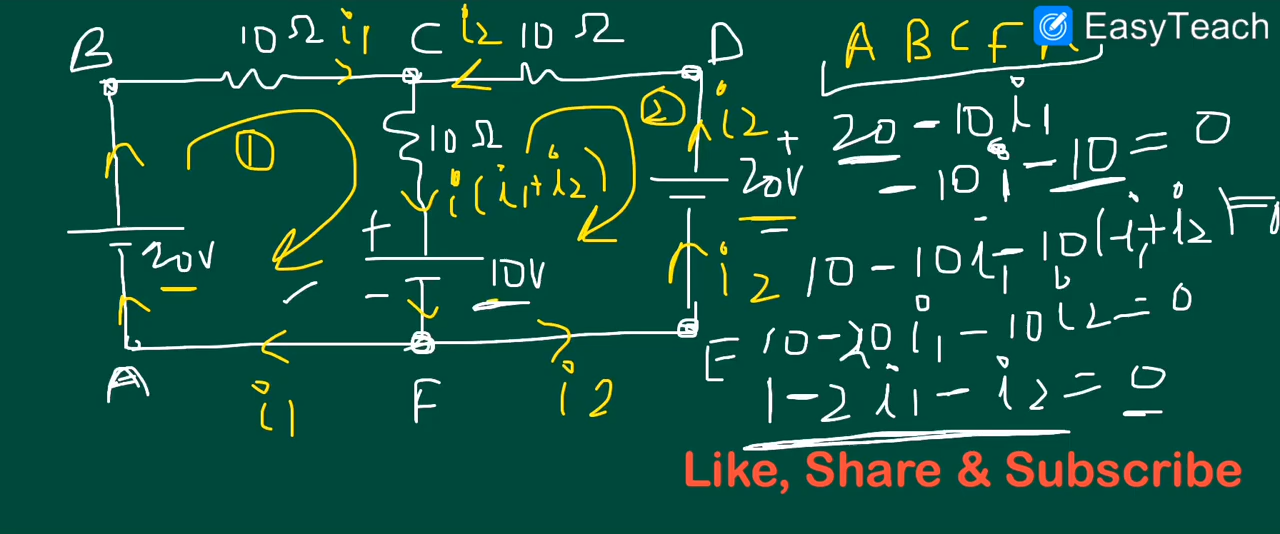 B 10Ω i1 C i2 10Ω D
A B C F
EasyTeach
① 10Ω ② i2
i(i1+i2)
+
20V
20 - 10i1
- 10i - 10 = 0
20V
+
10V
-
i2
10 - 10i1 - 10(i1+i2)=0
10-20i1 - 10i2=0
A F E
i1 i2
1-2i1-i2=0
Like, Share & Subscribe